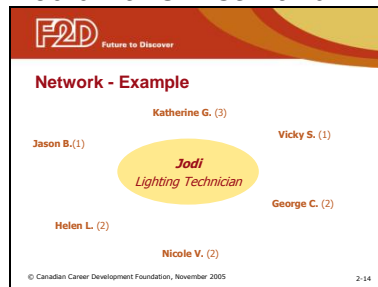 F2D Future to Discover
Network - Example
Katherine G. (3)
Vicky S. (1)
Jason B.(1)
Jodi
Lighting Technician
George C. (2)
Helen L. (2)
Nicole V. (2)
© Canadian Career Development Foundation, November 2005 2-14